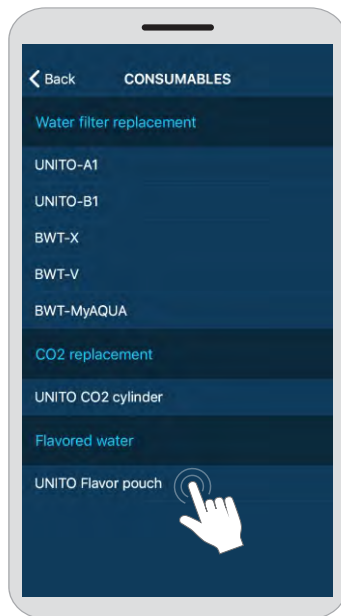 Back CONSUMABLES
Water filter replacement
UNITO-A1
UNITO-B1
BWT-X
BWT-V
BWT-MyAQUA
CO2 replacement
UNITO CO2 cylinder
Flavored water
UNITO Flavor pouch